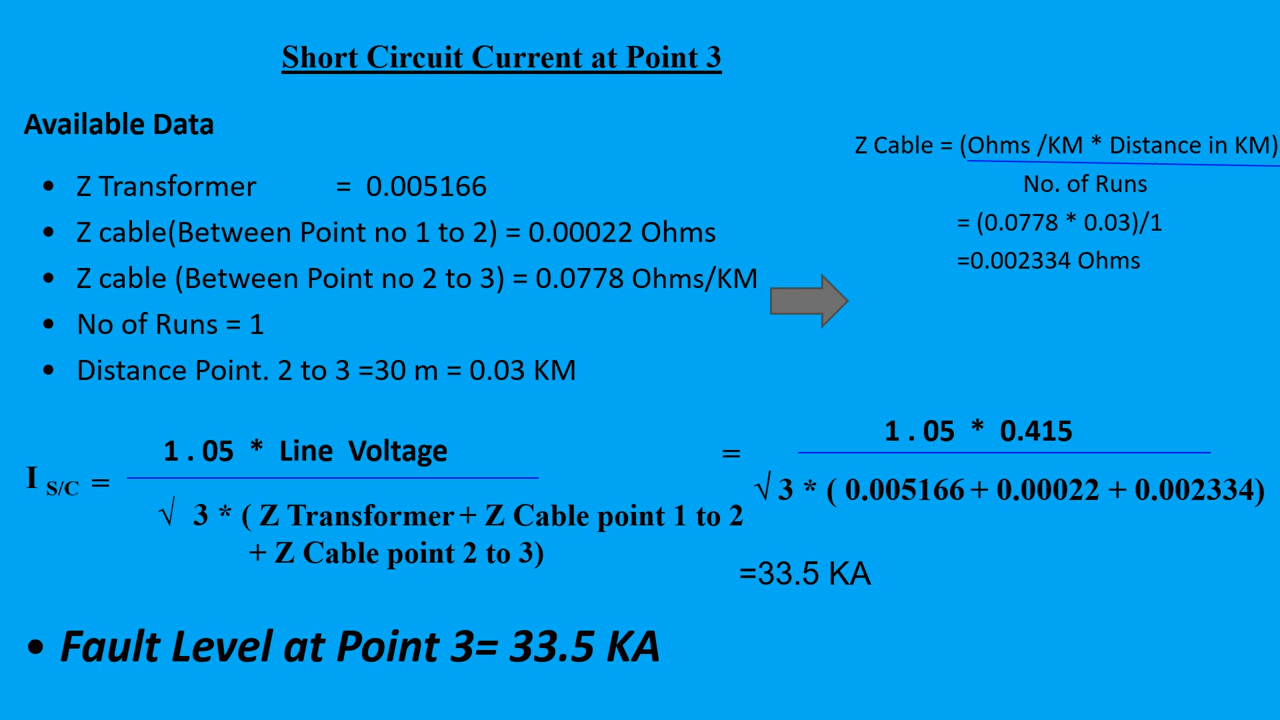 Short Circuit Current at Point 3
Available Data
• Z Transformer = 0.005166
• Z cable(Between Point no 1 to 2) = 0.00022 Ohms
• Z cable (Between Point no 2 to 3) = 0.0778 Ohms/KM
• No of Runs = 1
• Distance Point. 2 to 3 =30 m = 0.03 KM
Z Cable = (Ohms /KM * Distance in KM)
No. of Runs
= (0.0778 * 0.03)/1
=0.002334 Ohms
1 . 05 * Line Voltage
I S/C =
√ 3 * ( Z Transformer + Z Cable point 1 to 2
+ Z Cable point 2 to 3)
1 . 05 * 0.415
=
√ 3 * ( 0.005166 + 0.00022 + 0.002334)
=33.5 KA
• Fault Level at Point 3= 33.5 KA